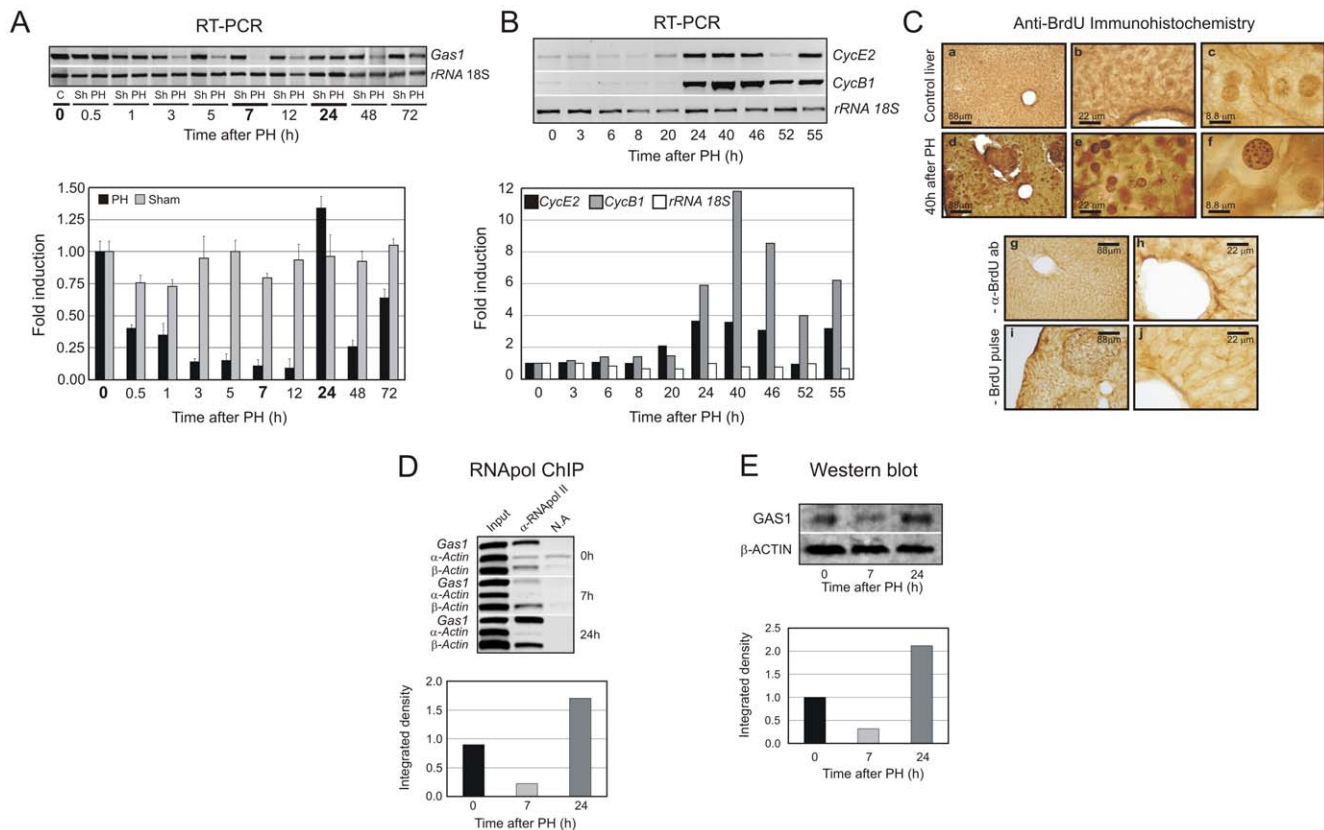 A
RT-PCR
Gas1
rRNA 18S
C Sh PH Sh PH Sh PH Sh PH Sh PH Sh PH Sh PH Sh PH Sh PH
0 0.5 1 3 5 7 12 24 48 72
Time after PH (h)
PH Sham
Fold induction
1.50
1.25
1.00
0.75
0.50
0.25
0.00
0 0.5 1 3 5 7 12 24 48 72
Time after PH (h)
B
RT-PCR
CycE2
CycB1
rRNA 18S
0 3 6 8 20 24 40 46 52 55
Time after PH (h)
CycE2 CycB1 rRNA 18S
Fold induction
12
10
8
6
4
2
0
0 3 6 8 20 24 40 46 52 55
Time after PH (h)
C
Anti-BrdU Immunohistochemistry
Control liver
a b c
88µm 22 µm 8.8 µm
40h after PH
d e f
88µm 22 µm 8.8 µm
- α-BrdU ab
g 88µm h 22 µm
- BrdU pulse
i 88µm j 22 µm
D
RNApol ChIP
Input α-RNApol II N.A
Gas1
α-Actin 0h
β-Actin
Gas1
α-Actin 7h
β-Actin
Gas1
α-Actin 24h
β-Actin
Integrated density
2.0
1.5
1.0
0.5
0.0
0 7 24
Time after PH (h)
E
Western blot
GAS1
β-ACTIN
0 7 24
Time after PH (h)
Integrated density
2.5
2.0
1.5
1.0
0.5
0.0
0 7 24
Time after PH (h)